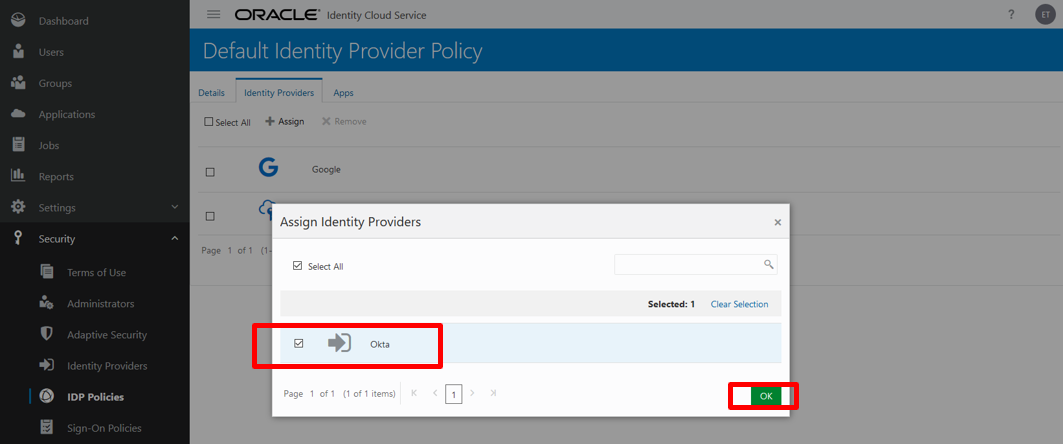 Dashboard
Users
Groups
Applications
Jobs
Reports
Settings
Security
Terms of Use
Administrators
Adaptive Security
Identity Providers
IDP Policies
Sign-On Policies
ORACLE® Identity Cloud Service
?
ET
Default Identity Provider Policy
Details Identity Providers Apps
Select All + Assign × Remove
Google
Page 1 of 1 (1-
Assign Identity Providers ×
Select All
Selected: 1 Clear Selection
Okta
Page 1 of 1 (1 of 1 items) 1
OK